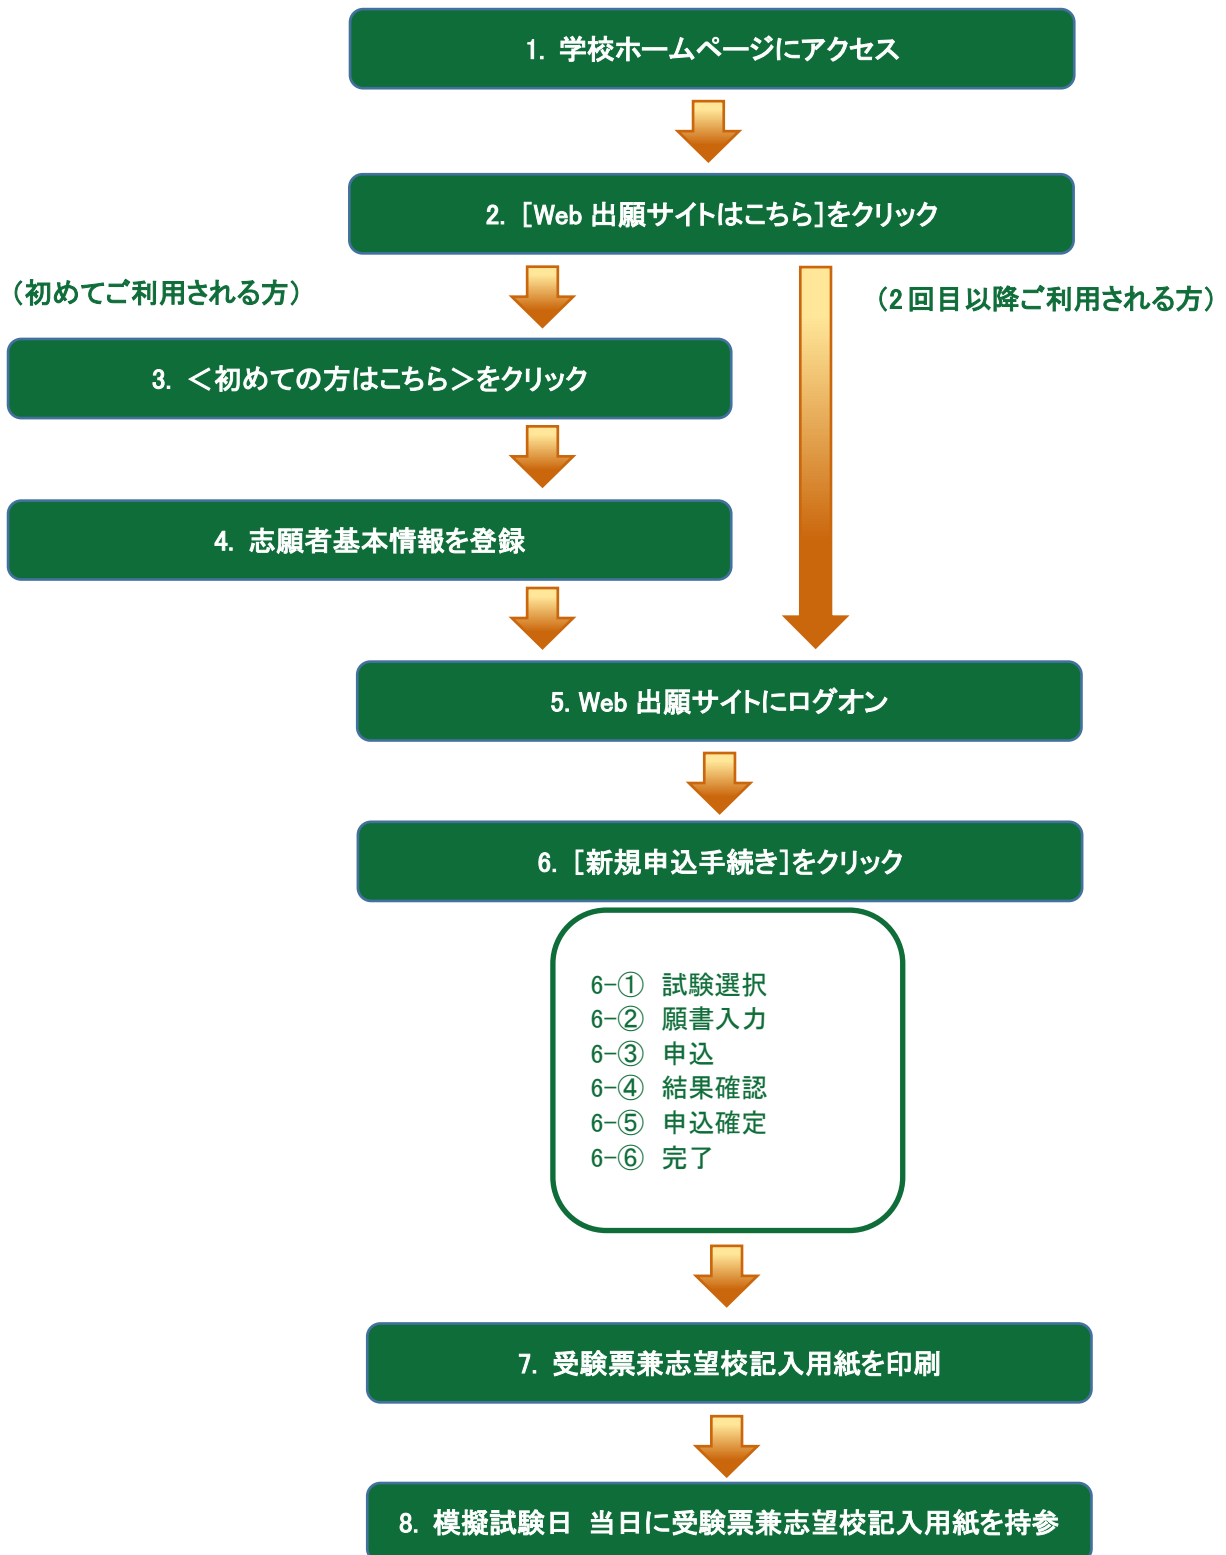 1. 学校ホームページにアクセス
2. [Web 出願サイトはこちら]をクリック
（初めてご利用される方）
（2 回目以降ご利用される方）
3. ＜初めての方はこちら＞をクリック
4. 志願者基本情報を登録
5. Web 出願サイトにログオン
6. [新規申込手続き]をクリック
6-① 試験選択
6-② 願書入力
6-③ 申込
6-④ 結果確認
6-⑤ 申込確定
6-⑥ 完了
7. 受験票兼志望校記入用紙を印刷
8. 模擬試験日 当日に受験票兼志望校記入用紙を持参